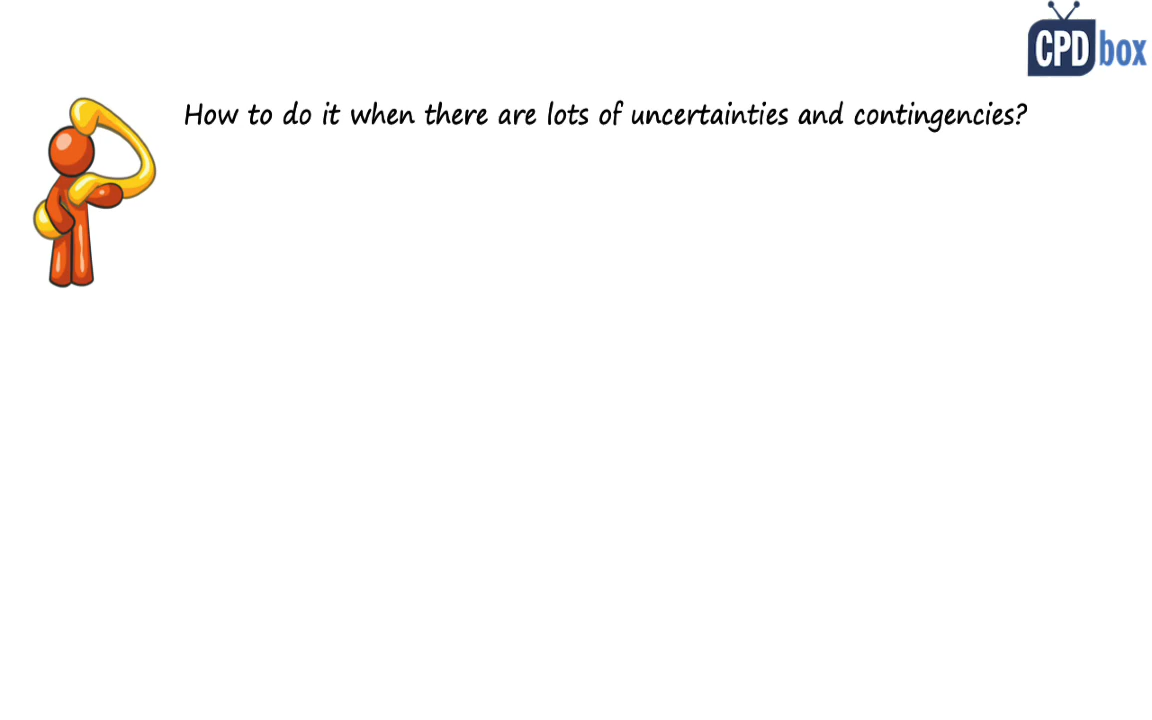 CPD box
How to do it when there are lots of uncertainties and contingencies?